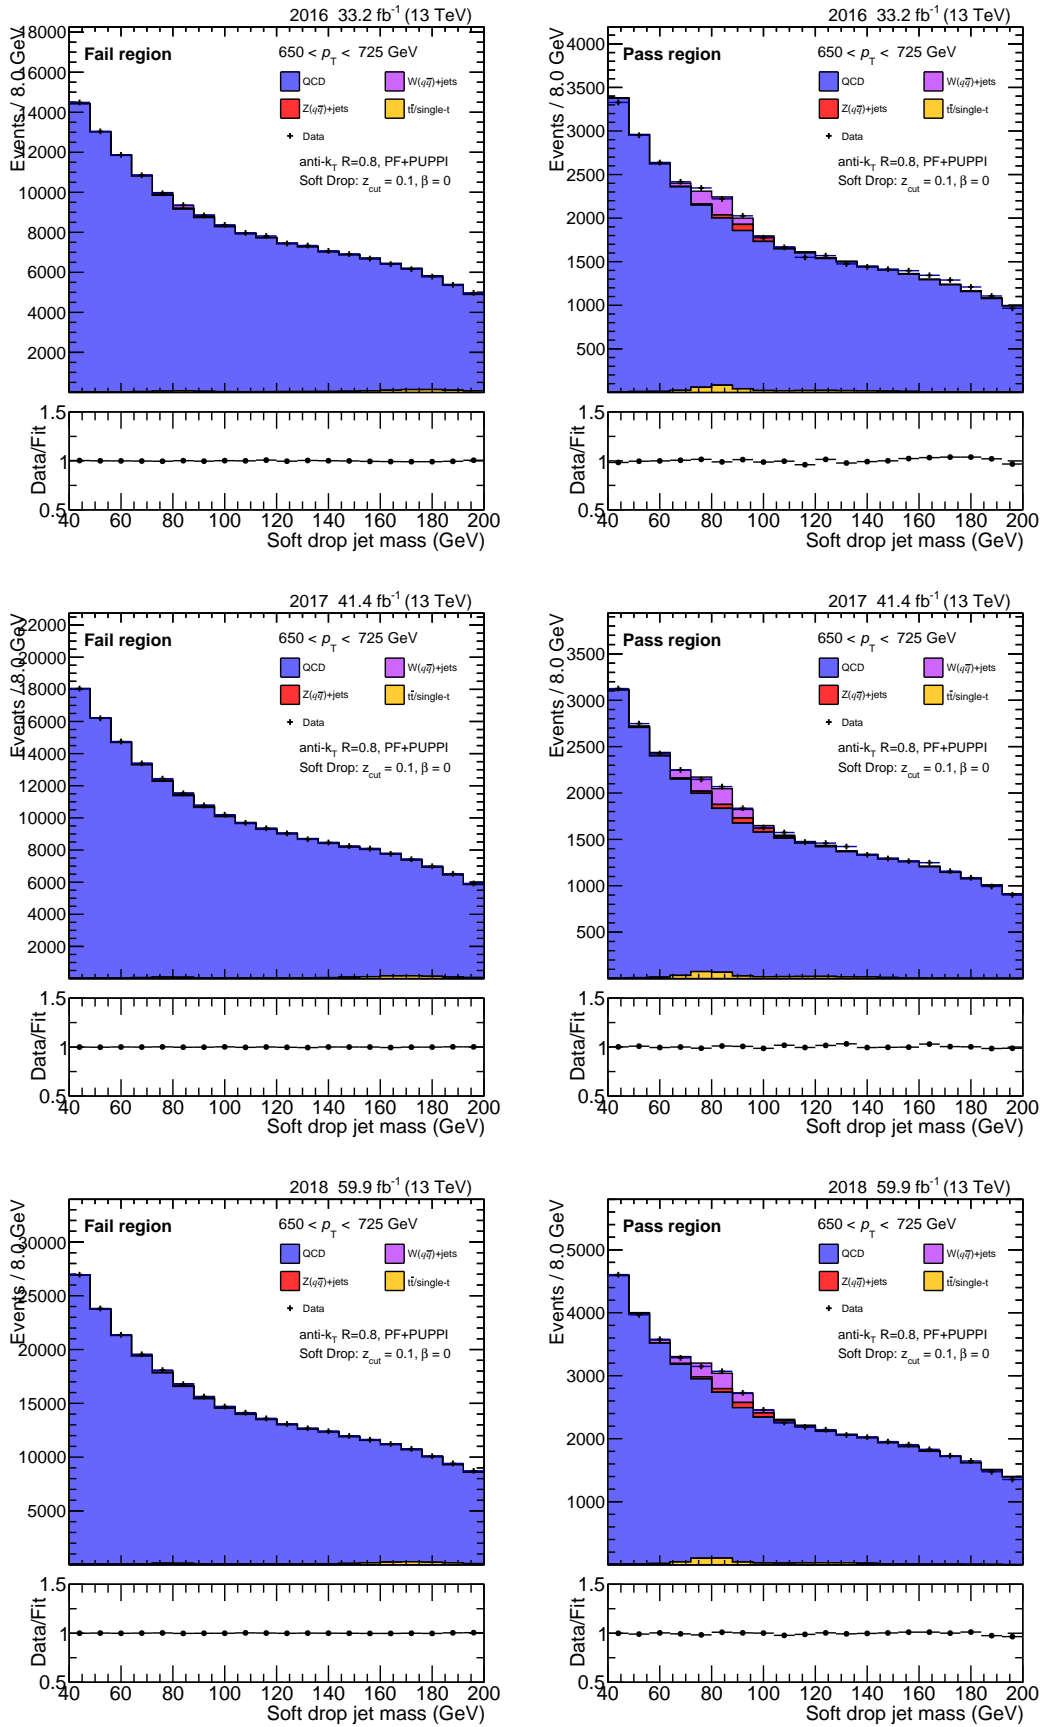 2016 33.2 fb-1 (13 TeV)
Events / 8.0 GeV
Fail region
650 < pT < 725 GeV
QCD
W(qq̅)+jets
Z(qq̅)+jets
tt̅/single-t
Data
anti-kT R=0.8, PF+PUPPI
Soft Drop: zcut = 0.1, β = 0
18000
16000
14000
12000
10000
8000
6000
4000
2000
Data/Fit
1.5
1
0.5
40 60 80 100 120 140 160 180 200
Soft drop jet mass (GeV)
2016 33.2 fb-1 (13 TeV)
Events / 8.0 GeV
Pass region
650 < pT < 725 GeV
QCD
W(qq̅)+jets
Z(qq̅)+jets
tt̅/single-t
Data
anti-kT R=0.8, PF+PUPPI
Soft Drop: zcut = 0.1, β = 0
4000
3500
3000
2500
2000
1500
1000
500
Data/Fit
1.5
1
0.5
40 60 80 100 120 140 160 180 200
Soft drop jet mass (GeV)
2017 41.4 fb-1 (13 TeV)
Events / 8.0 GeV
Fail region
650 < pT < 725 GeV
QCD
W(qq̅)+jets
Z(qq̅)+jets
tt̅/single-t
Data
anti-kT R=0.8, PF+PUPPI
Soft Drop: zcut = 0.1, β = 0
22000
20000
18000
16000
14000
12000
10000
8000
6000
4000
2000
Data/Fit
1.5
1
0.5
40 60 80 100 120 140 160 180 200
Soft drop jet mass (GeV)
2017 41.4 fb-1 (13 TeV)
Events / 8.0 GeV
Pass region
650 < pT < 725 GeV
QCD
W(qq̅)+jets
Z(qq̅)+jets
tt̅/single-t
Data
anti-kT R=0.8, PF+PUPPI
Soft Drop: zcut = 0.1, β = 0
3500
3000
2500
2000
1500
1000
500
Data/Fit
1.5
1
0.5
40 60 80 100 120 140 160 180 200
Soft drop jet mass (GeV)
2018 59.9 fb-1 (13 TeV)
Events / 8.0 GeV
Fail region
650 < pT < 725 GeV
QCD
W(qq̅)+jets
Z(qq̅)+jets
tt̅/single-t
Data
anti-kT R=0.8, PF+PUPPI
Soft Drop: zcut = 0.1, β = 0
30000
25000
20000
15000
10000
5000
Data/Fit
1.5
1
0.5
40 60 80 100 120 140 160 180 200
Soft drop jet mass (GeV)
2018 59.9 fb-1 (13 TeV)
Events / 8.0 GeV
Pass region
650 < pT < 725 GeV
QCD
W(qq̅)+jets
Z(qq̅)+jets
tt̅/single-t
Data
anti-kT R=0.8, PF+PUPPI
Soft Drop: zcut = 0.1, β = 0
5000
4000
3000
2000
1000
Data/Fit
1.5
1
0.5
40 60 80 100 120 140 160 180 200
Soft drop jet mass (GeV)